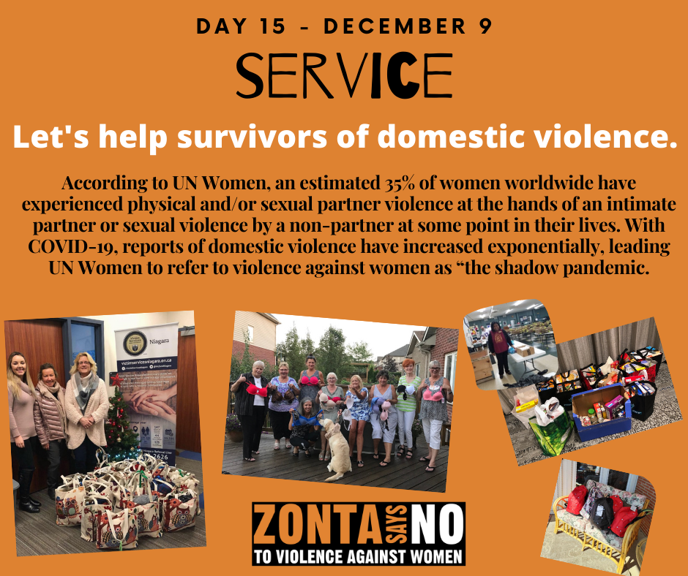 DAY 15 - DECEMBER 9
SERVICE
Let's help survivors of domestic violence.
According to UN Women, an estimated 35% of women worldwide have
experienced physical and/or sexual partner violence at the hands of an intimate
partner or sexual violence by a non-partner at some point in their lives. With
COVID-19, reports of domestic violence have increased exponentially, leading
UN Women to refer to violence against women as “the shadow pandemic.
Niagara
victimservicesniagara.on.ca
ZONTA SAYS NO
TO VIOLENCE AGAINST WOMEN